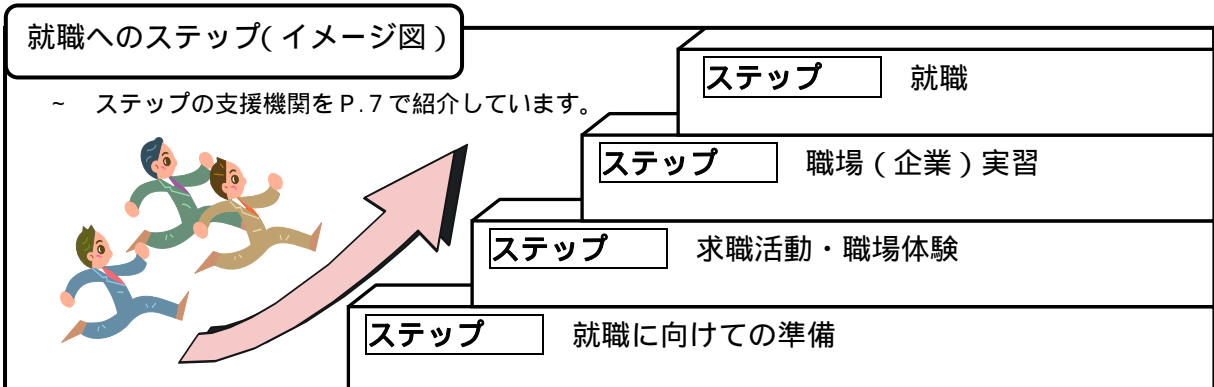 就職へのステップ(イメージ図)
~ ステップの支援機関をP.7で紹介しています。
ステップ 就職
ステップ 職場(企業)実習
ステップ 求職活動・職場体験
ステップ 就職に向けての準備